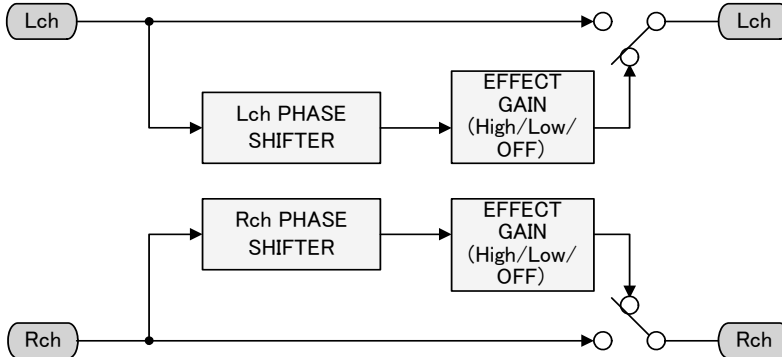 Lch
Lch
Lch PHASE
SHIFTER
EFFECT
GAIN
(High/Low/
OFF)
Rch PHASE
SHIFTER
EFFECT
GAIN
(High/Low/
OFF)
Rch
Rch